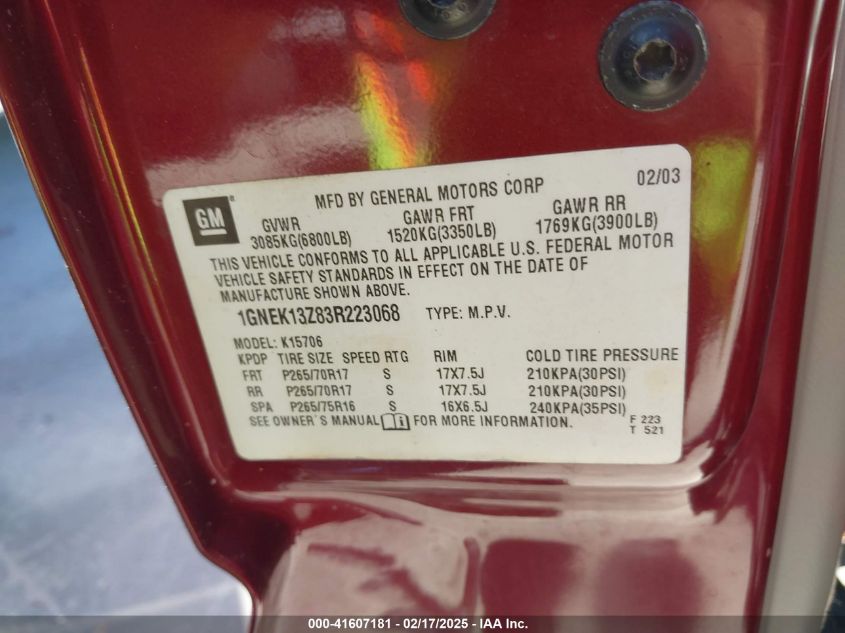 02/03
MFD BY GENERAL MOTORS CORP
GM
GVWR GAWR FRT GAWR RR
3085KG(6800LB) 1520KG(3350LB) 1769KG(3900LB)
THIS VEHICLE CONFORMS TO ALL APPLICABLE U.S. FEDERAL MOTOR
VEHICLE SAFETY STANDARDS IN EFFECT ON THE DATE OF
MANUFACTURE SHOWN ABOVE.
1GNEK13Z83R223068 TYPE: M.P.V.
MODEL: K15706
KPDP TIRE SIZE SPEED RTG RIM COLD TIRE PRESSURE
FRT P265/70R17 S 17X7.5J 210KPA(30PSI)
RR P265/70R17 S 17X7.5J 210KPA(30PSI)
SPA P265/75R16 S 16X6.5J 240KPA(35PSI)
SEE OWNER'S MANUAL FOR MORE INFORMATION.
F 223
T 521
000-41607181 - 02/17/2025 - IAA Inc.